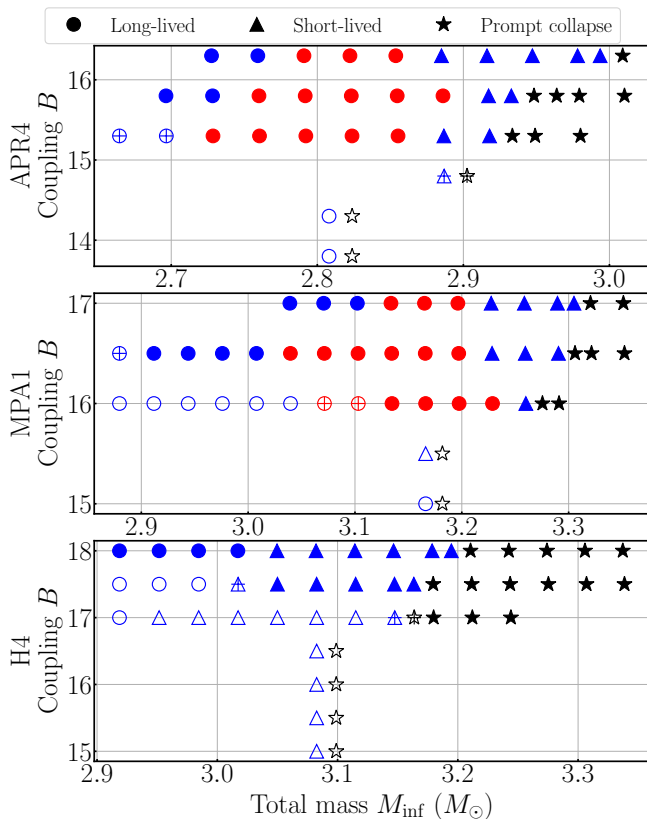 Long-lived Short-lived Prompt collapse
APR4
Coupling B
16
15
14
2.7 2.8 2.9 3.0
MPA1
Coupling B
17
16
15
2.9 3.0 3.1 3.2 3.3
H4
Coupling B
18
17
16
15
2.9 3.0 3.1 3.2 3.3
Total mass M_inf (M_⊙)